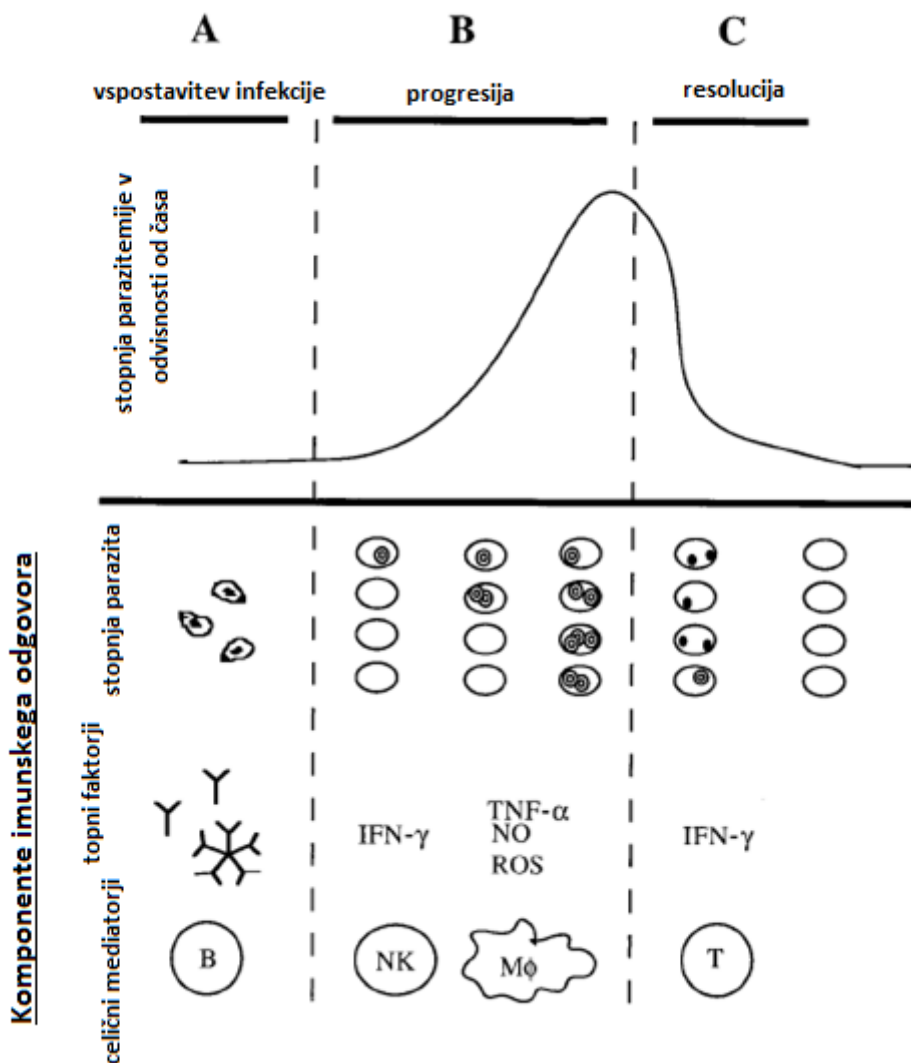 A
B
C
vspostavitev infekcije
progresija
resolucija
stopnja parazitemije v
odvisnosti od časa
Komponente imunskega odgovora
stopnja parazita
topni faktorji
IFN-γ
TNF-α
NO
ROS
IFN-γ
celični mediatorji
B
NK
Mϕ
T